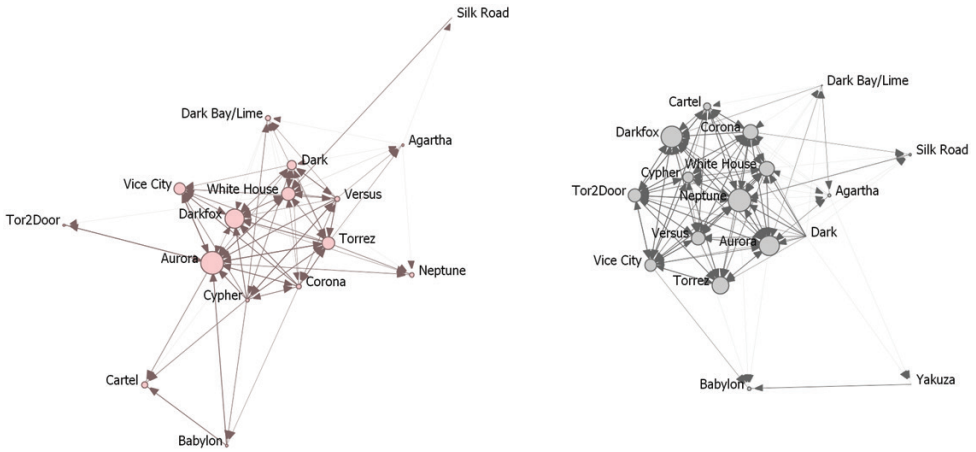 Silk Road
Dark Bay/Lime
Agartha
Dark
Vice City
White House
Versus
Darkfox
Tor2Door
Torrez
Aurora
Neptune
Cypher
Corona
Cartel
Babylon
Dark Bay/Lime
Cartel
Darkfox
Corona
Silk Road
White House
Cypher
Tor2Door
Neptune
Agartha
Versus
Dark
Aurora
Vice City
Torrez
Babylon
Yakuza